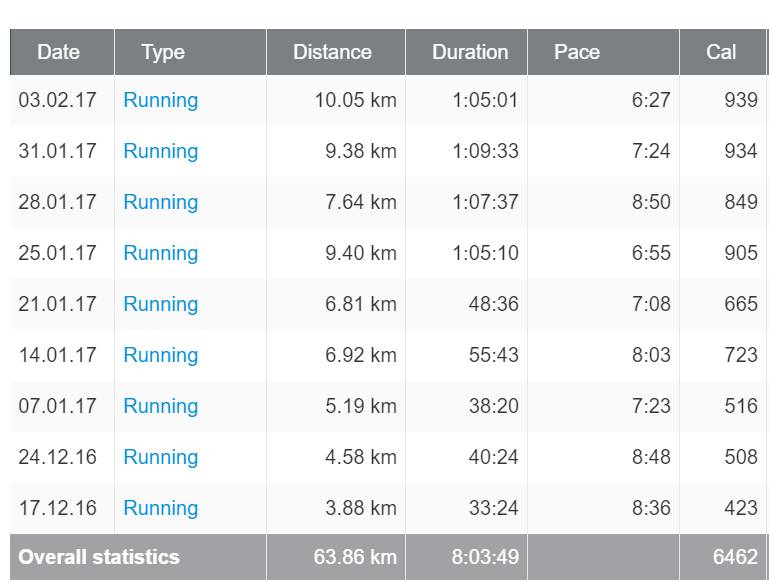 Date Type Distance Duration Pace Cal
03.02.17 Running 10.05 km 1:05:01 6:27 939
31.01.17 Running 9.38 km 1:09:33 7:24 934
28.01.17 Running 7.64 km 1:07:37 8:50 849
25.01.17 Running 9.40 km 1:05:10 6:55 905
21.01.17 Running 6.81 km 48:36 7:08 665
14.01.17 Running 6.92 km 55:43 8:03 723
07.01.17 Running 5.19 km 38:20 7:23 516
24.12.16 Running 4.58 km 40:24 8:48 508
17.12.16 Running 3.88 km 33:24 8:36 423
Overall statistics 63.86 km 8:03:49 6462